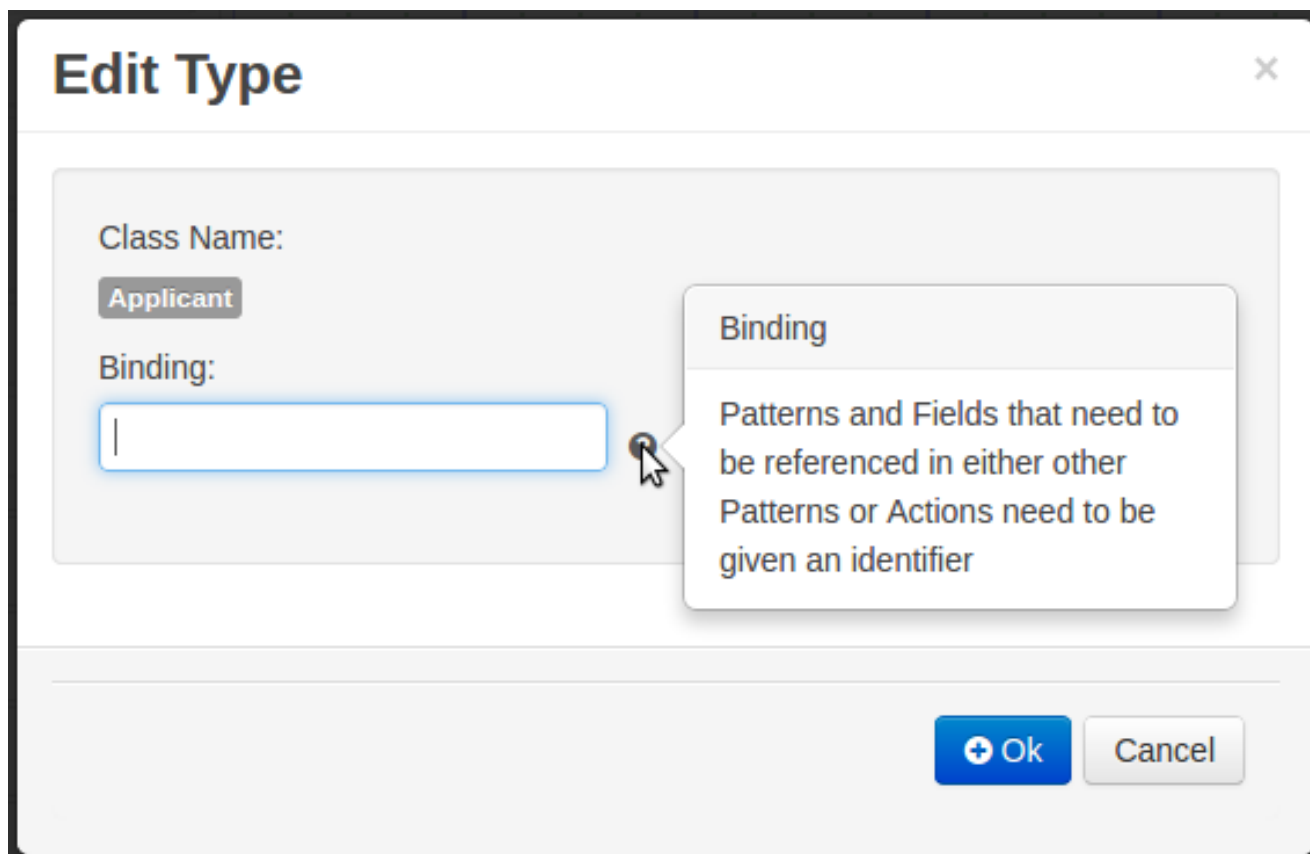 Edit Type
×
Class Name:
Applicant
Binding:
Binding
Patterns and Fields that need to
be referenced in either other
Patterns or Actions need to be
given an identifier
Ok
Cancel